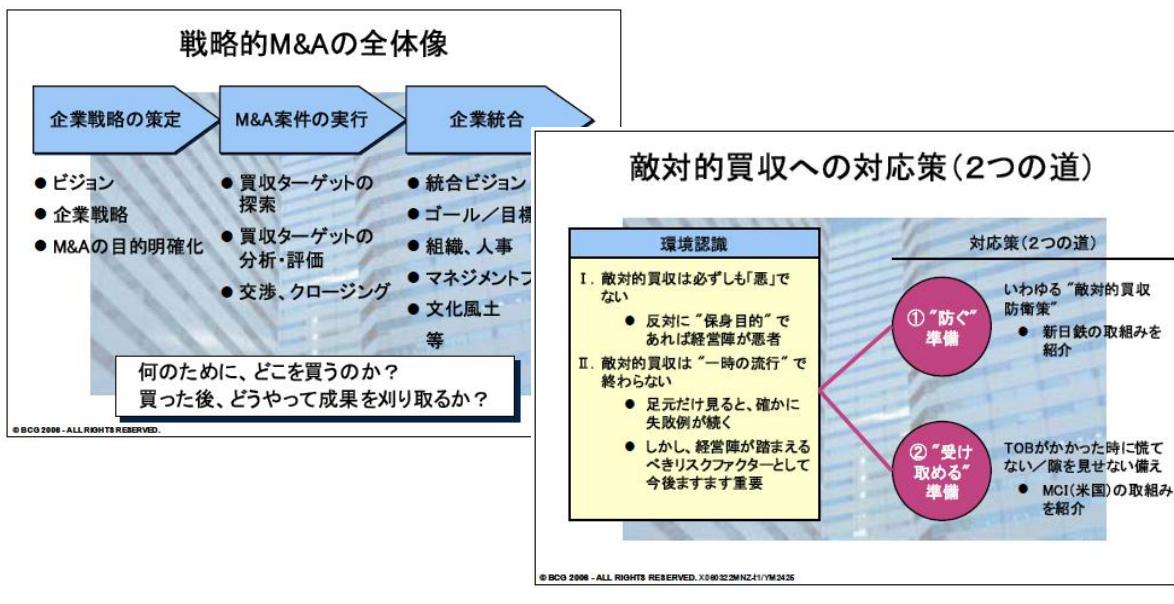 戦略的M&Aの全体像
企業戦略の策定
M&A案件の実行
企業統合
● ビジョン
● 企業戦略
● M&Aの目的明確化
● 買収ターゲットの
探索
● 買収ターゲットの
分析・評価
● 交渉、クロージング
● 統合ビジョン
● ゴール／目標
● 組織、人事
● マネジメントフ
● 文化風土
等
何のために、どこを買うのか？
買った後、どうやって成果を刈り取るか？
© BCG 2006 - ALL RIGHTS RESERVED.
敵対的買収への対応策（２つの道）
環境認識
Ⅰ. 敵対的買収は必ずしも「悪」で
ない
● 反対に “保身目的” で
あれば経営陣が悪者
Ⅱ. 敵対的買収は “一時の流行” で
終わらない
● 足元だけ見ると、確かに
失敗例が続く
● しかし、経営陣が踏まえる
べきリスクファクターとして
今後ますます重要
対応策（２つの道）
① ”防ぐ”
準備
いわゆる “敵対的買収
防衛策”
● 新日鉄の取組みを
紹介
② ”受け
取める”
準備
TOBがかかった時に慌て
ない／隙を見せない備え
● MCI（米国）の取組み
を紹介
© BCG 2006 - ALL RIGHTS RESERVED. X060322MNZ-t1/YM2425